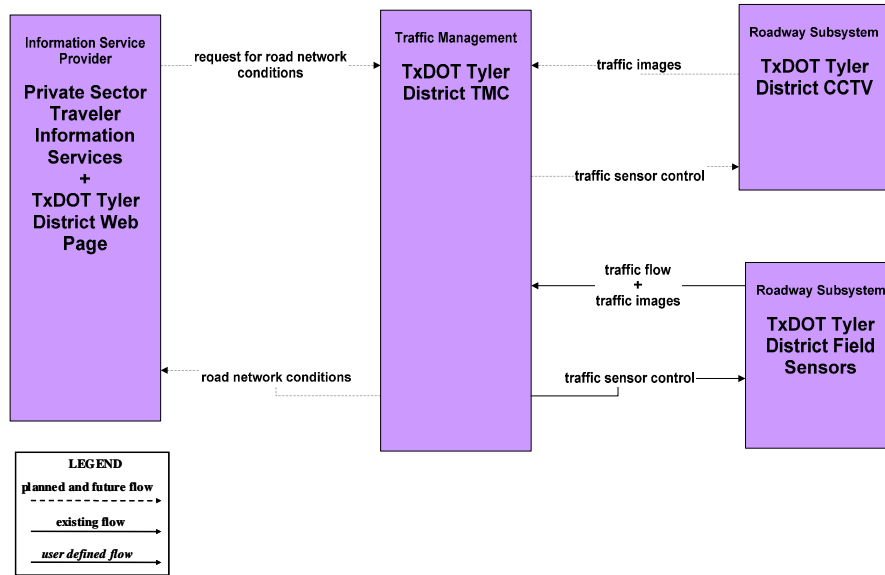 Information Service
Provider
Private Sector
Traveler
Information
Services
+
TxDOT Tyler
District Web
Page
request for road network
conditions
road network conditions
Traffic Management
TxDOT Tyler
District TMC
traffic images
traffic sensor control
traffic flow
+
traffic images
traffic sensor control
Roadway Subsystem
TxDOT Tyler
District CCTV
Roadway Subsystem
TxDOT Tyler
District Field
Sensors
LEGEND
planned and future flow
existing flow
user defined flow